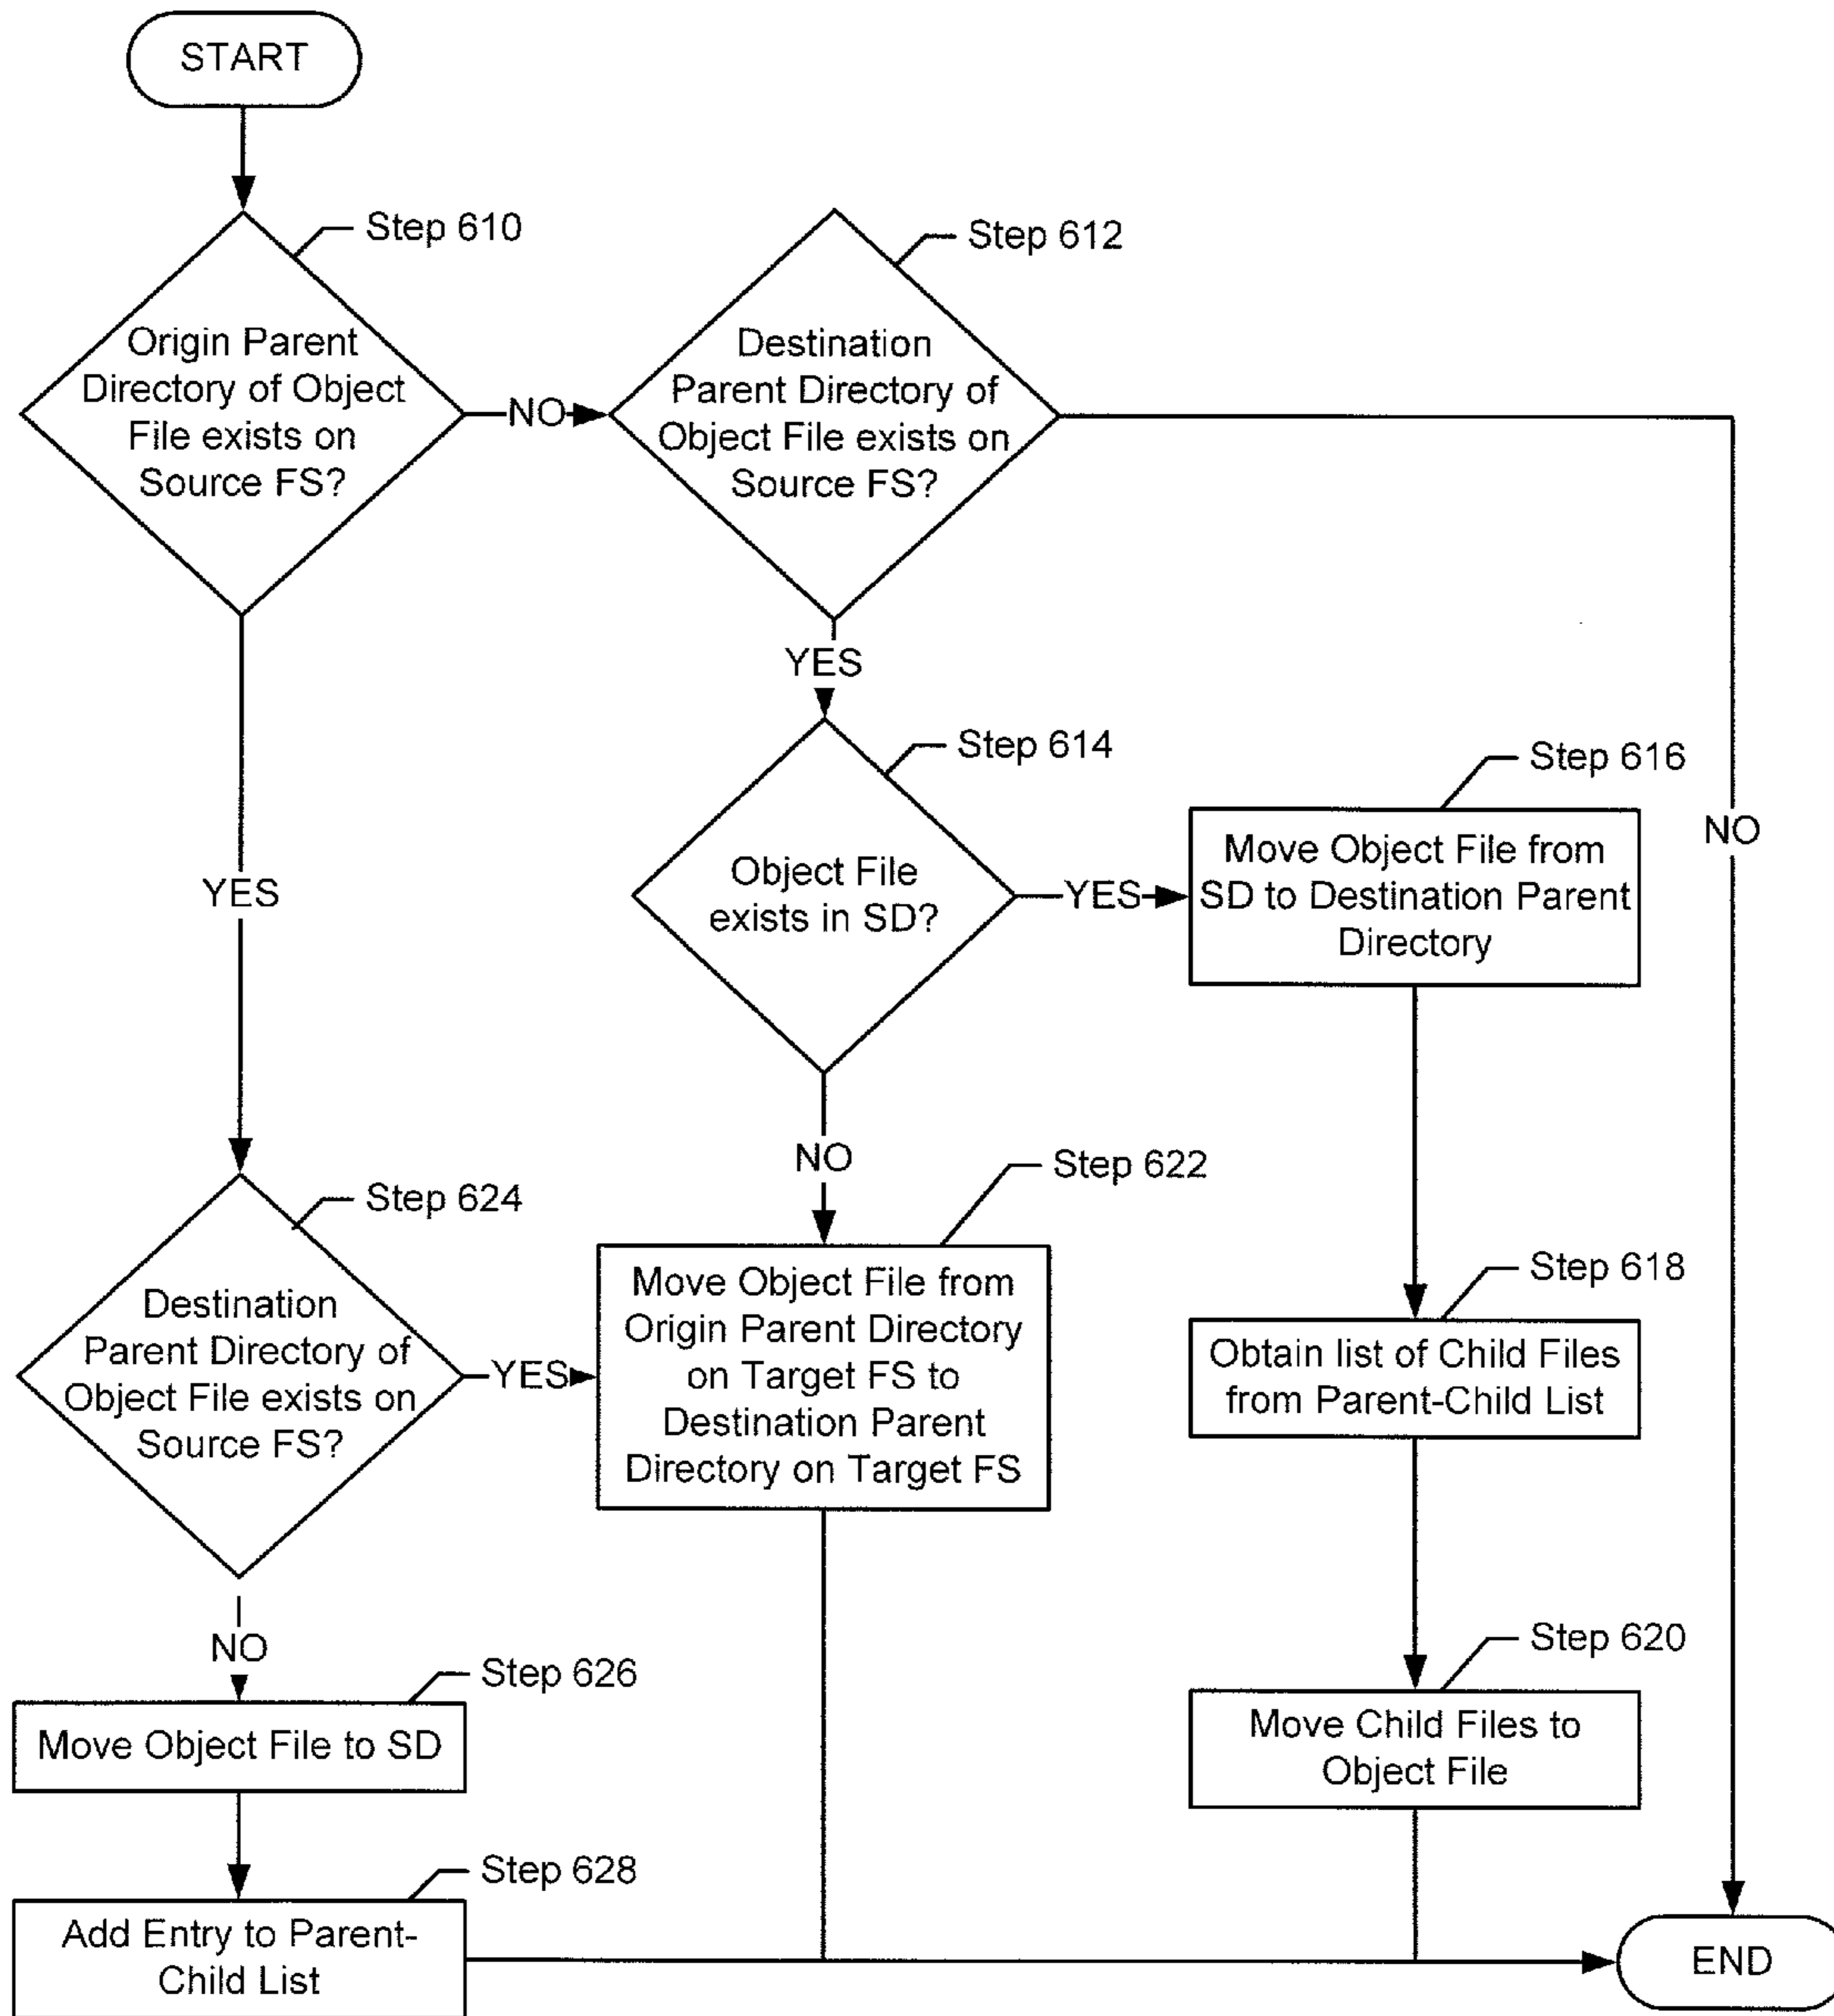 START
Step 610
Origin Parent
Directory of Object
File exists on
Source FS?
NO
Step 612
Destination
Parent Directory of
Object File exists on
Source FS?
NO
YES
Step 614
Object File
exists in SD?
YES
Step 616
Move Object File from
SD to Destination Parent
Directory
YES
NO
Step 618
Obtain list of Child Files
from Parent-Child List
Step 620
Move Child Files to
Object File
Step 624
Destination
Parent Directory of
Object File exists on
Source FS?
YES
Step 622
Move Object File from
Origin Parent Directory
on Target FS to
Destination Parent
Directory on Target FS
NO
Step 626
Move Object File to SD
Step 628
Add Entry to Parent-
Child List
END